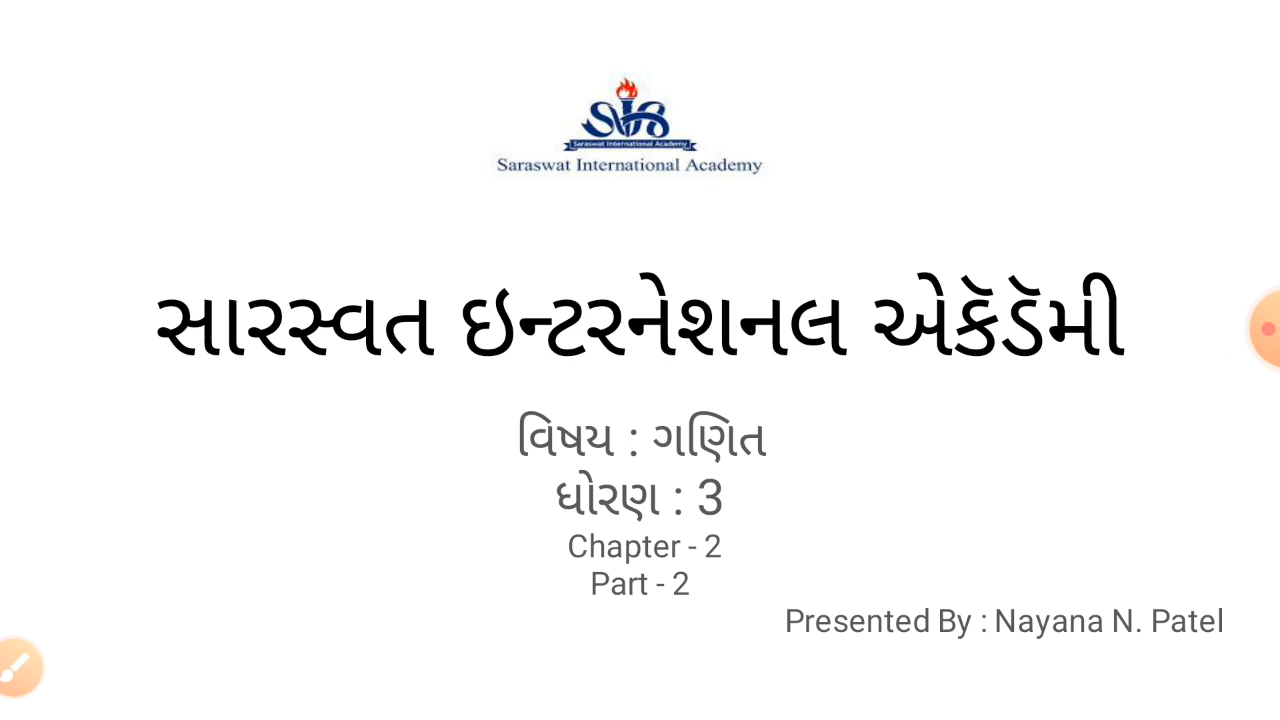 SIA
Saraswat International Academy
Saraswat International Academy
સારસ્વત ઇન્ટરનેશનલ એકૅડૅમી
વિષય : ગણિત
ધોરણ : 3
Chapter - 2
Part - 2
Presented By : Nayana N. Patel